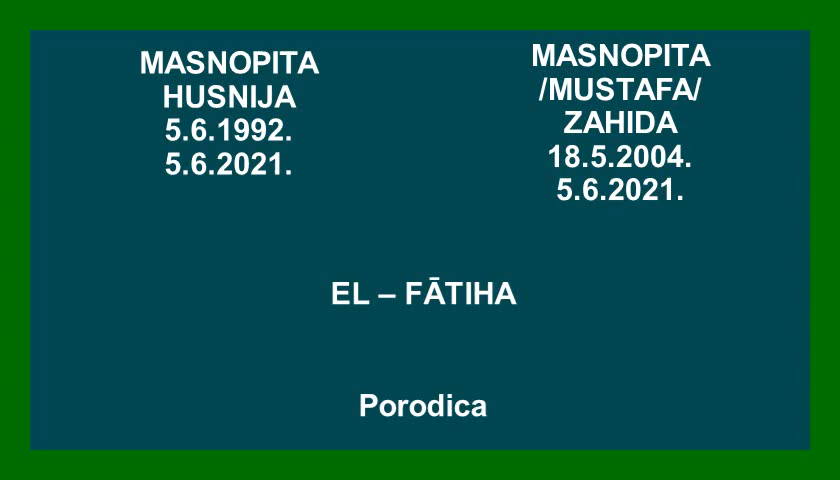 MASNOPITA
HUSNIJA
5.6.1992.
5.6.2021.
MASNOPITA
/MUSTAFA/
ZAHIDA
18.5.2004.
5.6.2021.
EL – FĀTIHA
Porodica